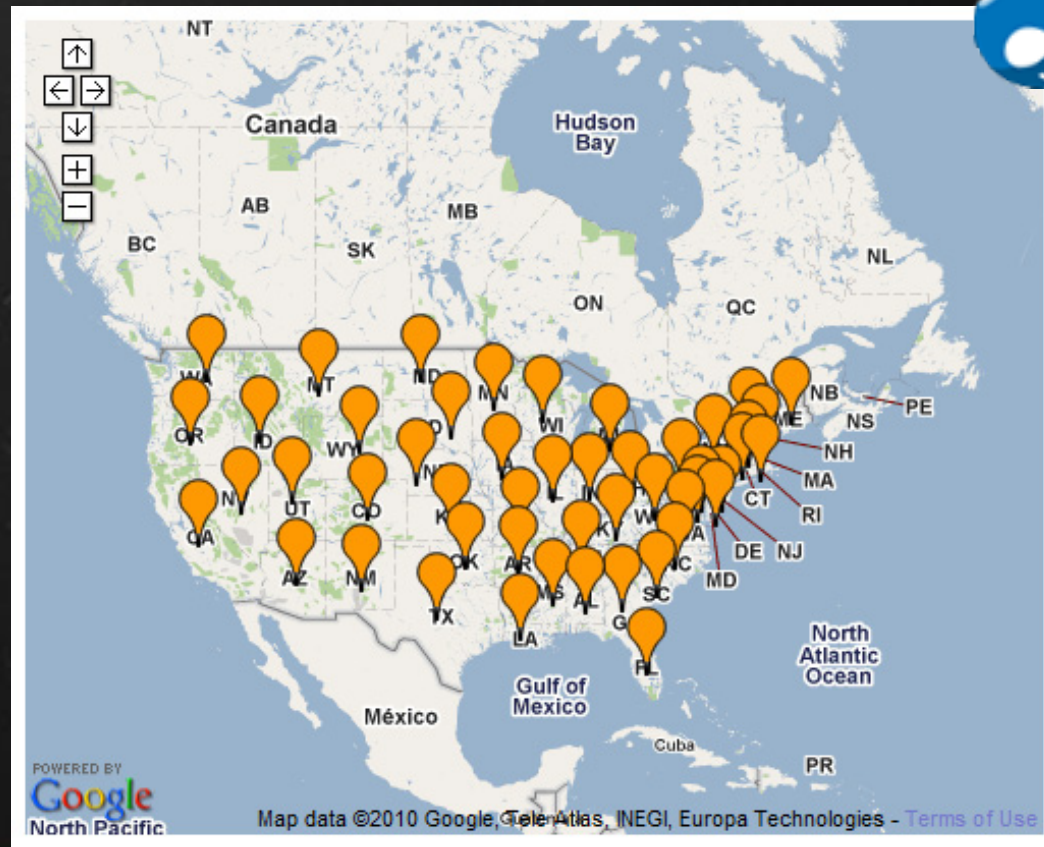 NT
Canada
Hudson
Bay
AB
MB
BC
SK
NL
ON
QC
WA
MT
ND
MN
WI
ME
NB
PE
NS
OR
ID
WY
NH
MA
CT
RI
UT
CO
CA
OK
AR
DE
NJ
MD
AZ
NM
MS
AL
SC
TX
LA
FL
North
Atlantic
Ocean
Gulf of
Mexico
México
Cuba
PR
POWERED BY
Google
North Pacific
Map data ©2010 Google, Tele Atlas, INEGI, Europa Technologies - Terms of Use